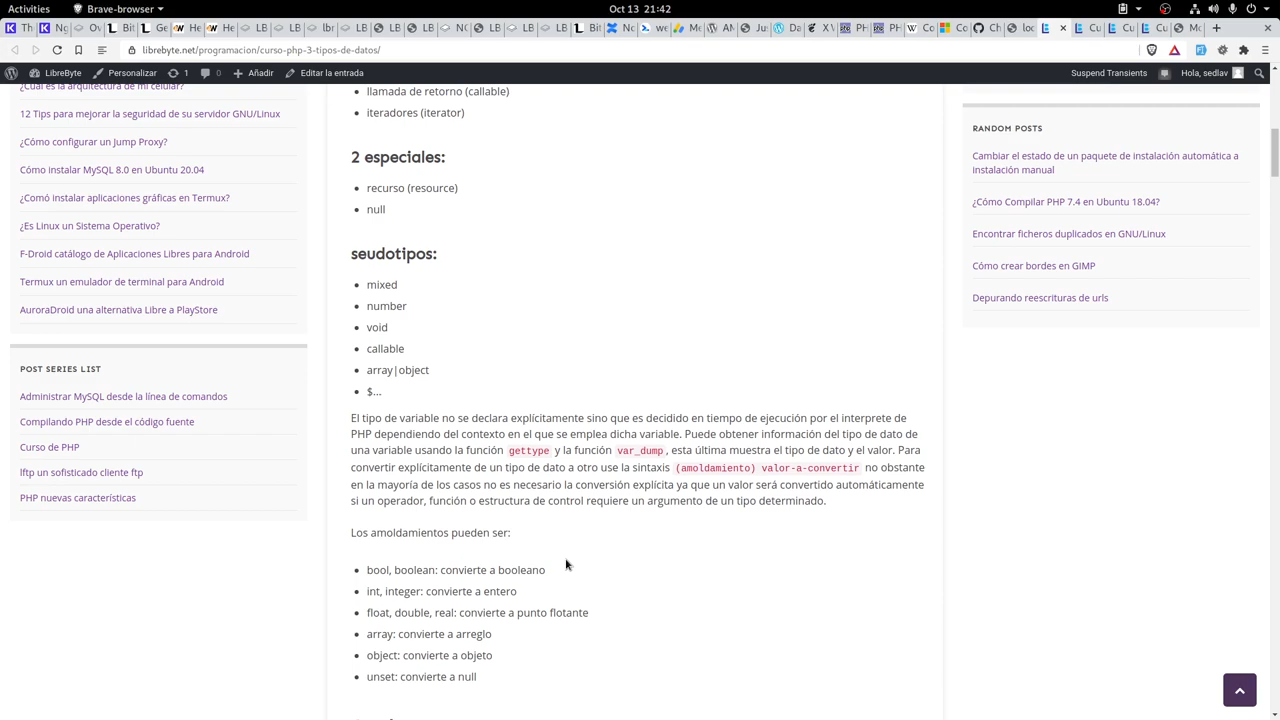 Activities
Brave-browser
Oct 13 21:42
librebyte.net/programacion/curso-php-3-tipos-de-datos/
LibreByte
Personalizar
1
0
Añadir
Editar la entrada
Suspend Transients
Hola, sedlav
¿Cuál es la arquitectura de mi celular?
12 Tips para mejorar la seguridad de su servidor GNU/Linux
¿Cómo configurar un Jump Proxy?
Cómo instalar MySQL 8.0 en Ubuntu 20.04
¿Comó instalar aplicaciones gráficas en Termux?
¿Es Linux un Sistema Operativo?
F-Droid catálogo de Aplicaciones Libres para Android
Termux un emulador de terminal para Android
AuroraDroid una alternativa Libre a PlayStore
POST SERIES LIST
Administrar MySQL desde la línea de comandos
Compilando PHP desde el código fuente
Curso de PHP
lftp un sofisticado cliente ftp
PHP nuevas características
llamada de retorno (callable)
iteradores (iterator)
2 especiales:
recurso (resource)
null
seudotipos:
mixed
number
void
callable
array|object
$...
El tipo de variable no se declara explícitamente sino que es decidido en tiempo de ejecución por el interprete de
PHP dependiendo del contexto en el que se emplea dicha variable. Puede obtener información del tipo de dato de
una variable usando la función gettype y la función var_dump, esta última muestra el tipo de dato y el valor. Para
convertir explícitamente de un tipo de dato a otro use la sintaxis (amoldamiento) valor-a-convertir no obstante
en la mayoría de los casos no es necesario la conversión explícita ya que un valor será convertido automáticamente
si un operador, función o estructura de control requiere un argumento de un tipo determinado.
Los amoldamientos pueden ser:
bool, boolean: convierte a booleano
int, integer: convierte a entero
float, double, real: convierte a punto flotante
array: convierte a arreglo
object: convierte a objeto
unset: convierte a null
RANDOM POSTS
Cambiar el estado de un paquete de instalación automática a
instalación manual
¿Cómo Compilar PHP 7.4 en Ubuntu 18.04?
Encontrar ficheros duplicados en GNU/Linux
Cómo crear bordes en GIMP
Depurando reescrituras de urls